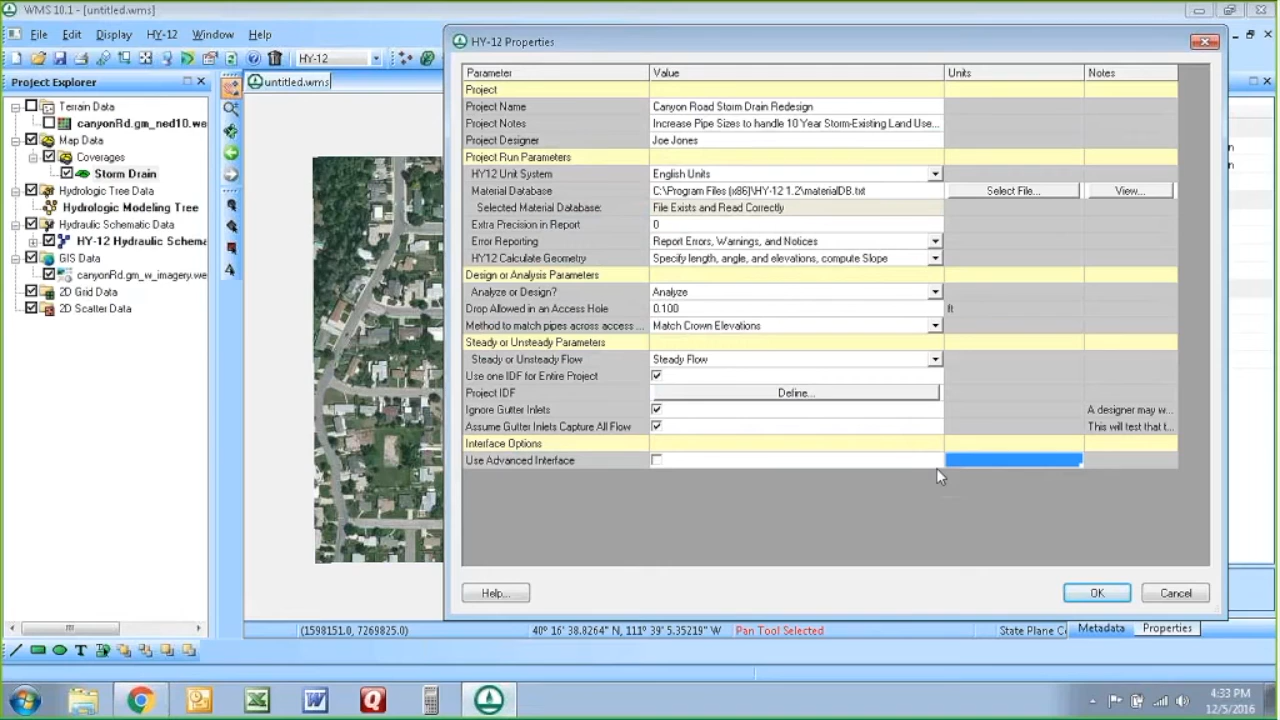 WMS 10.1 - [untitled.wms]
File Edit Display HY-12 Window Help
HY-12
Project Explorer
untitled.wms
Terrain Data
canyonRd.gm_ned10.we
Map Data
Coverages
Storm Drain
Hydrologic Tree Data
Hydrologic Modeling Tree
Hydraulic Schematic Data
HY-12 Hydraulic Schema
GIS Data
canyonRd.gm_w_imagery.we
2D Grid Data
2D Scatter Data
HY-12 Properties
Parameter Value Units Notes
Project
Project Name Canyon Road Storm Drain Redesign
Project Notes Increase Pipe Sizes to handle 10 Year Storm-Existing Land Use...
Project Designer Joe Jones
Project Run Parameters
HY12 Unit System English Units
Material Database C:\Program Files (x86)\HY-12 1.2\materialDB.txt Select File... View...
Selected Material Database: File Exists and Read Correctly
Extra Precision in Report 0
Error Reporting Report Errors, Warnings, and Notices
HY12 Calculate Geometry Specify length, angle, and elevations, compute Slope
Design or Analysis Parameters
Analyze or Design? Analyze
Drop Allowed in an Access Hole 0.100 ft
Method to match pipes across access ... Match Crown Elevations
Steady or Unsteady Parameters
Steady or Unsteady Flow Steady Flow
Use one IDF for Entire Project
Project IDF Define...
Ignore Gutter Inlets A designer may w...
Assume Gutter Inlets Capture All Flow This will test that t...
Interface Options
Use Advanced Interface
Help... OK Cancel
(1598151.0, 7269825.0) 40° 16' 38.8264" N, 111° 39' 5.35219" W Pan Tool Selected State Plane Co Metadata Properties
T
4:33 PM
12/5/2016